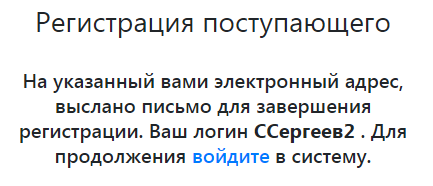 Регистрация поступающего
На указанный вами электронный адрес,
выслано письмо для завершения
регистрации. Ваш логин ССергеев2 . Для
продолжения войдите в систему.